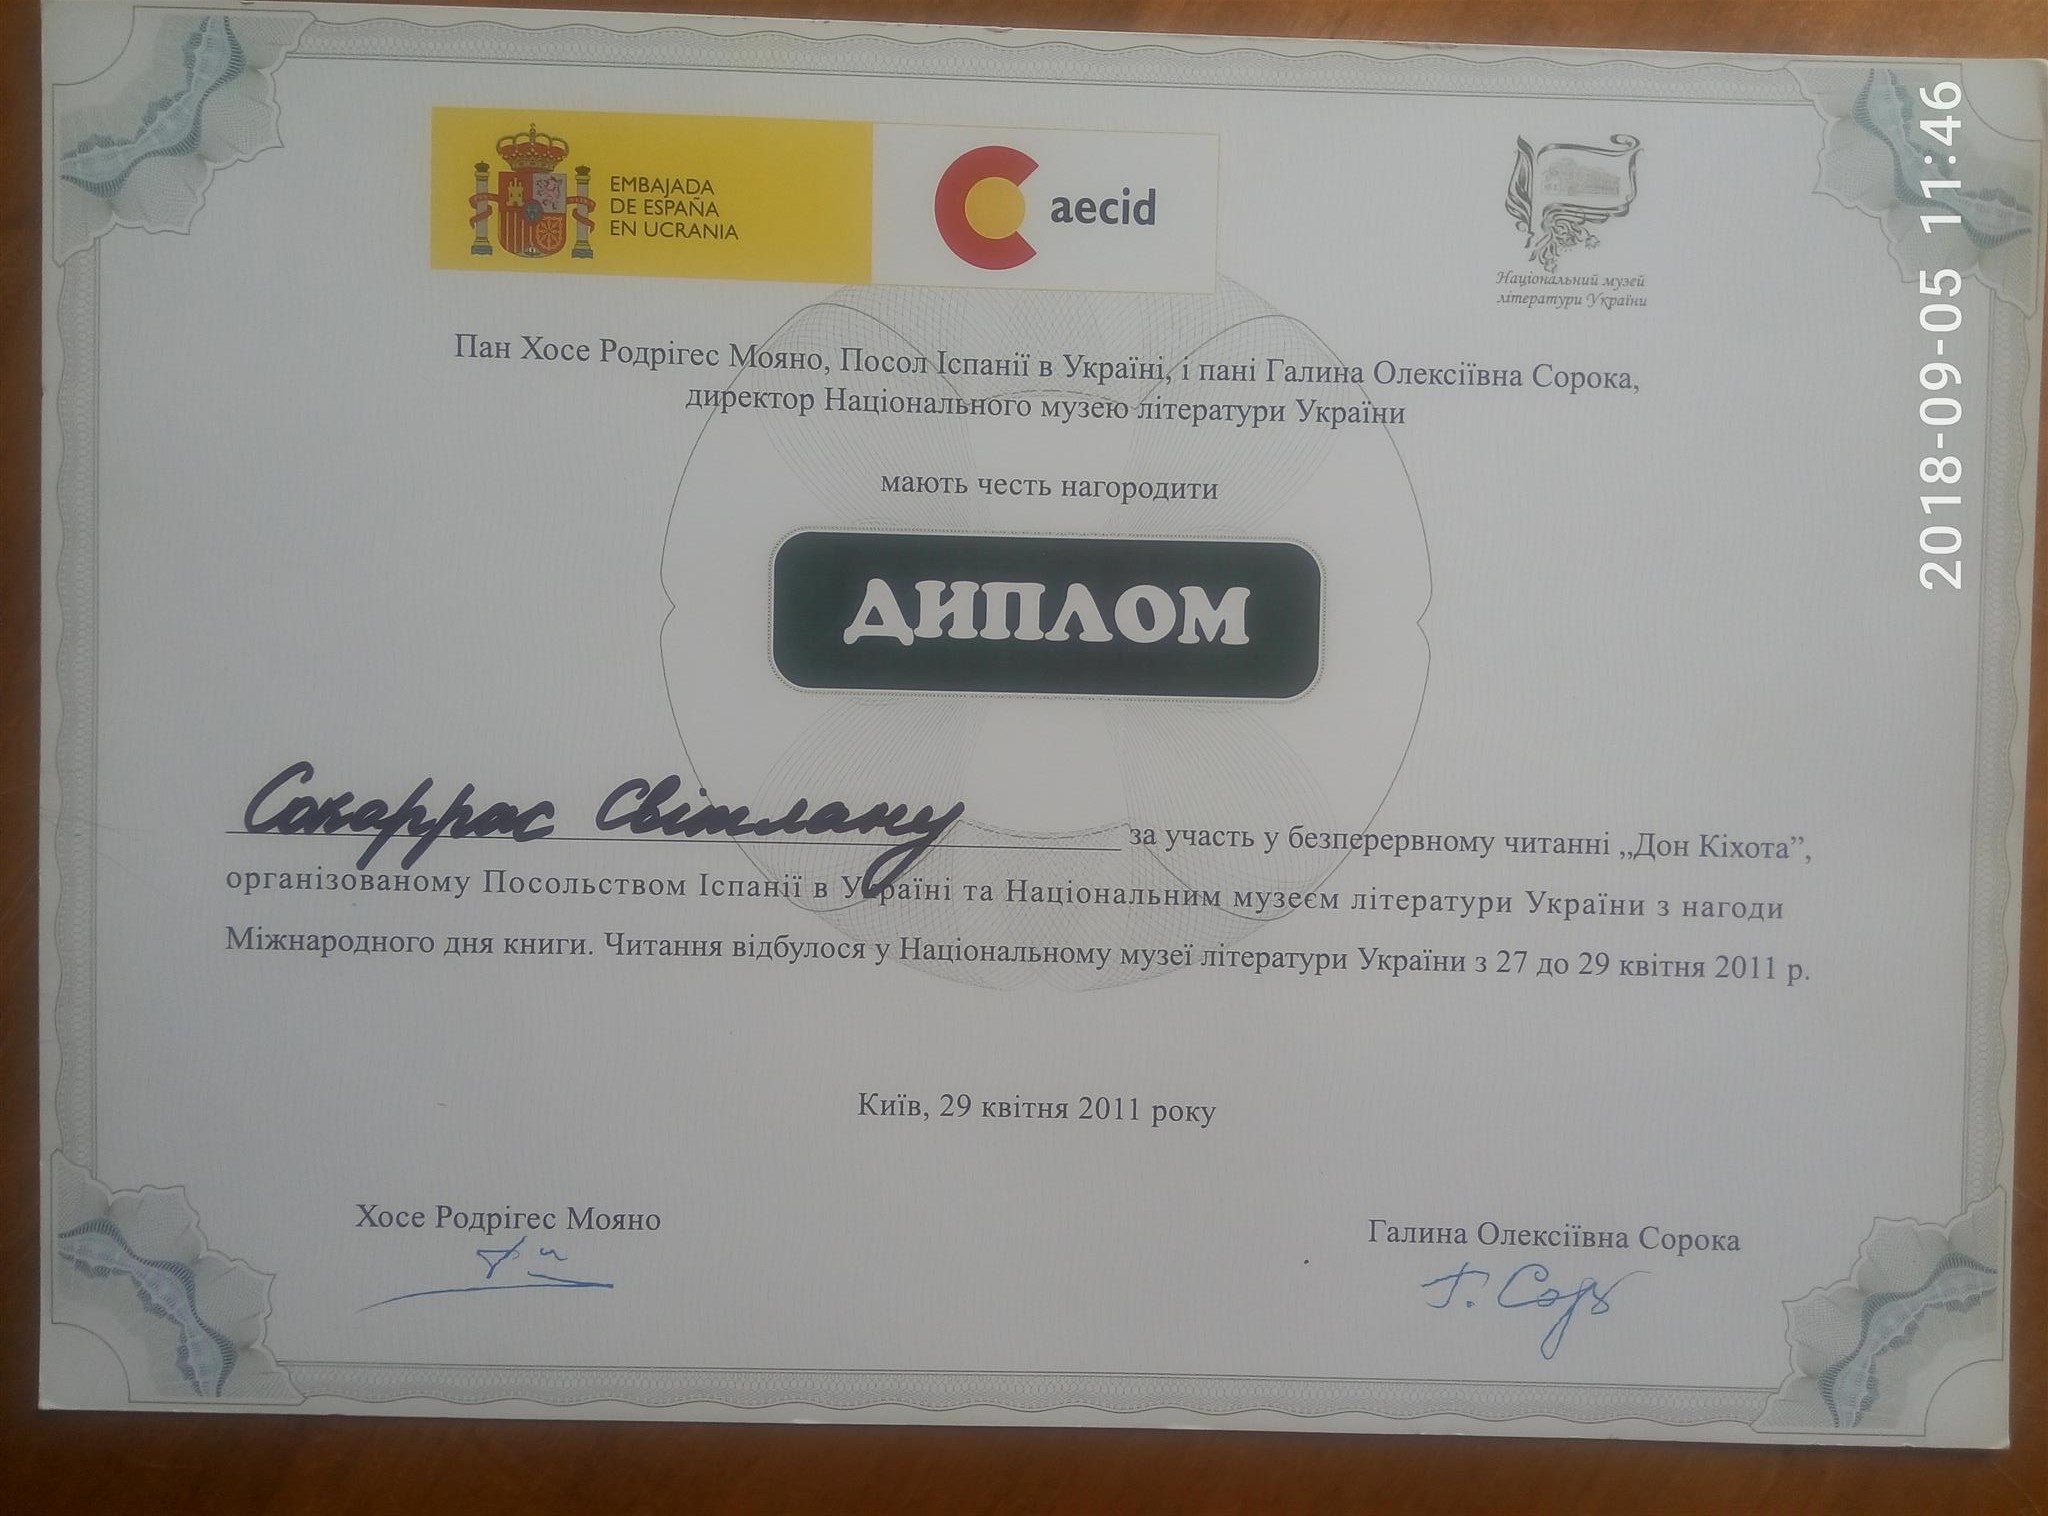 EMBAJADA
DE ESPAÑA
EN UCRANIA
aecid
Національний музей
літератури України
Пан Хосе Родрігес Мояно, Посол Іспанії в Україні, і пані Галина Олексіївна Сорока,
директор Національного музею літератури України
мають честь нагородити
ДИПЛОМ
Сокаррас Світлану за участь у безперервному читанні „Дон Кіхота”,
організованому Посольством Іспанії в Україні та Національним музеєм літератури України з нагоди
Міжнародного дня книги. Читання відбулося у Національному музеї літератури України з 27 до 29 квітня 2011 р.
Київ, 29 квітня 2011 року
Хосе Родрігес Мояно
Галина Олексіївна Сорока
2018-09-05 11:46